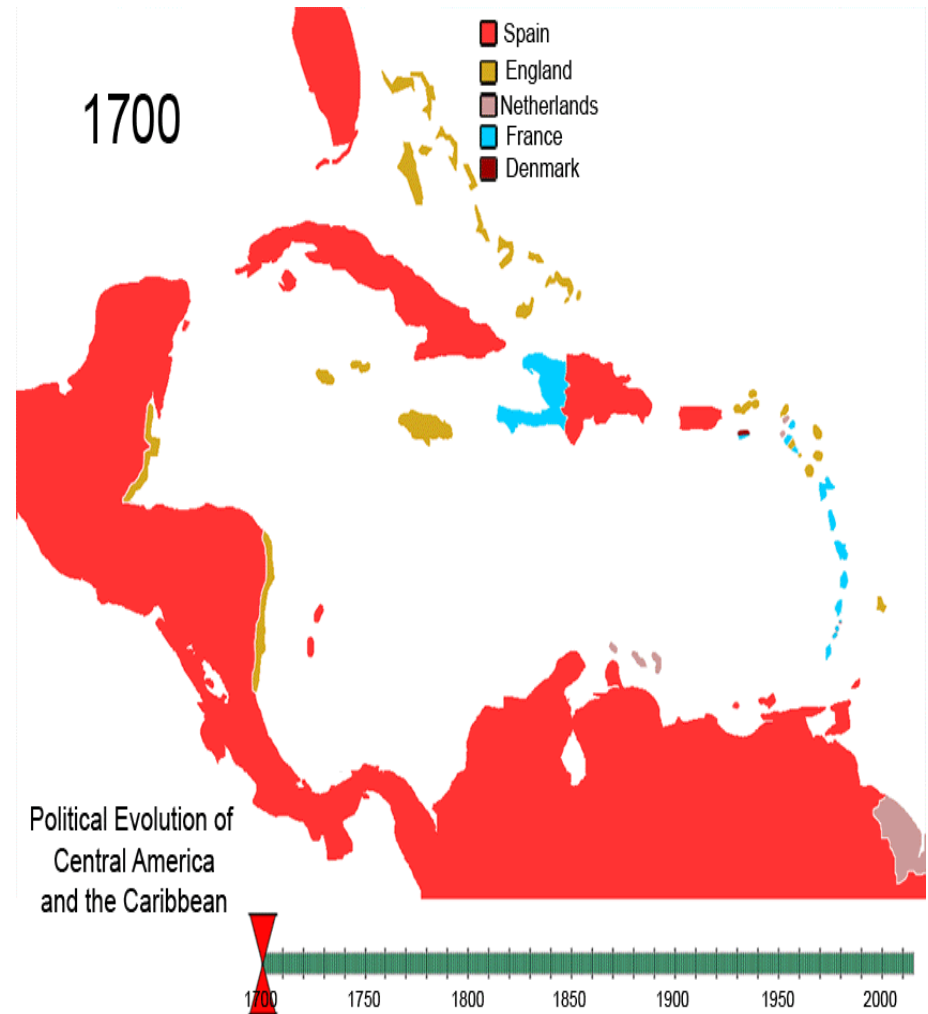 1700
Spain
England
Netherlands
France
Denmark
Political Evolution of
Central America
and the Caribbean
1700 1750 1800 1850 1900 1950 2000